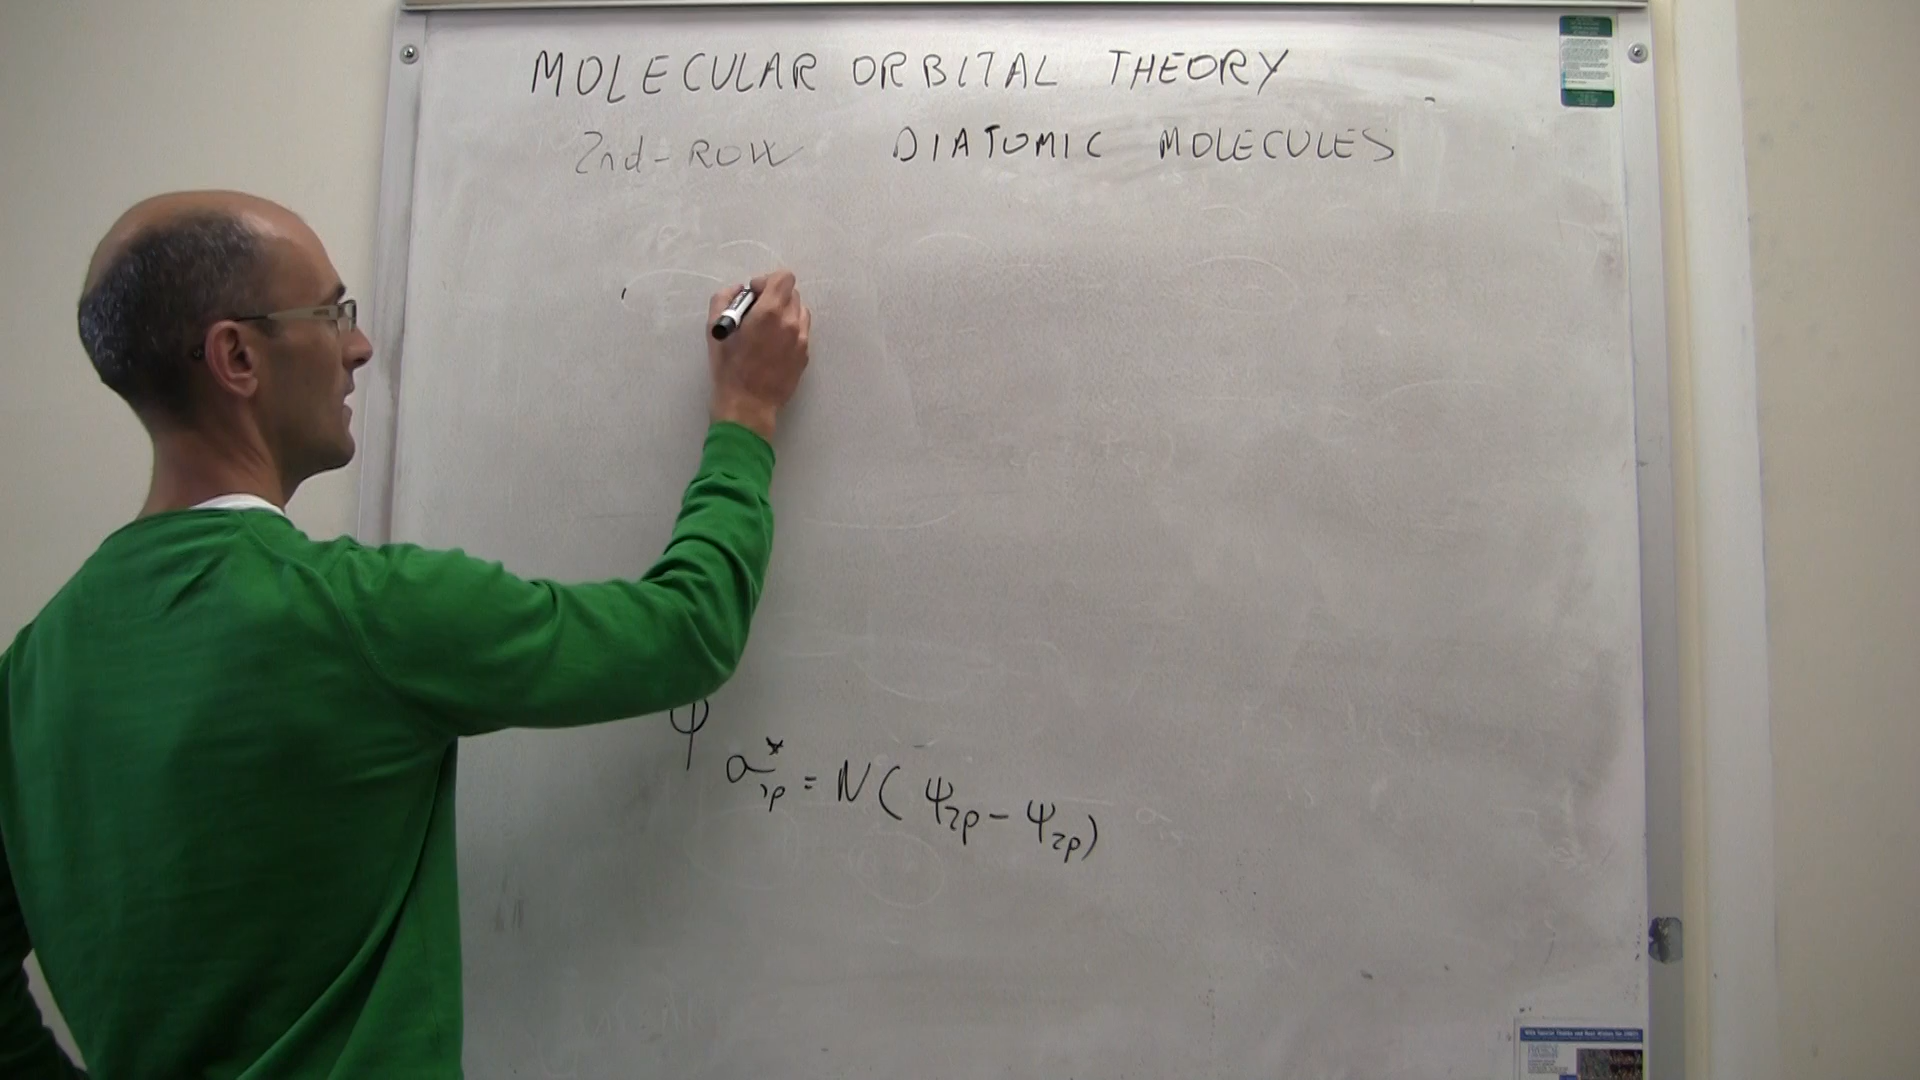 MOLECULAR ORBITAL THEORY
2nd-ROW DIATOMIC MOLECULES
ψ σ*2p = N( ψ2p - ψ2p)